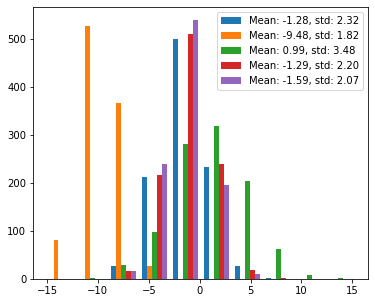 500
400
300
200
100
0
−15 −10 −5 0 5 10 15
Mean: -1.28, std: 2.32
Mean: -9.48, std: 1.82
Mean: 0.99, std: 3.48
Mean: -1.29, std: 2.20
Mean: -1.59, std: 2.07